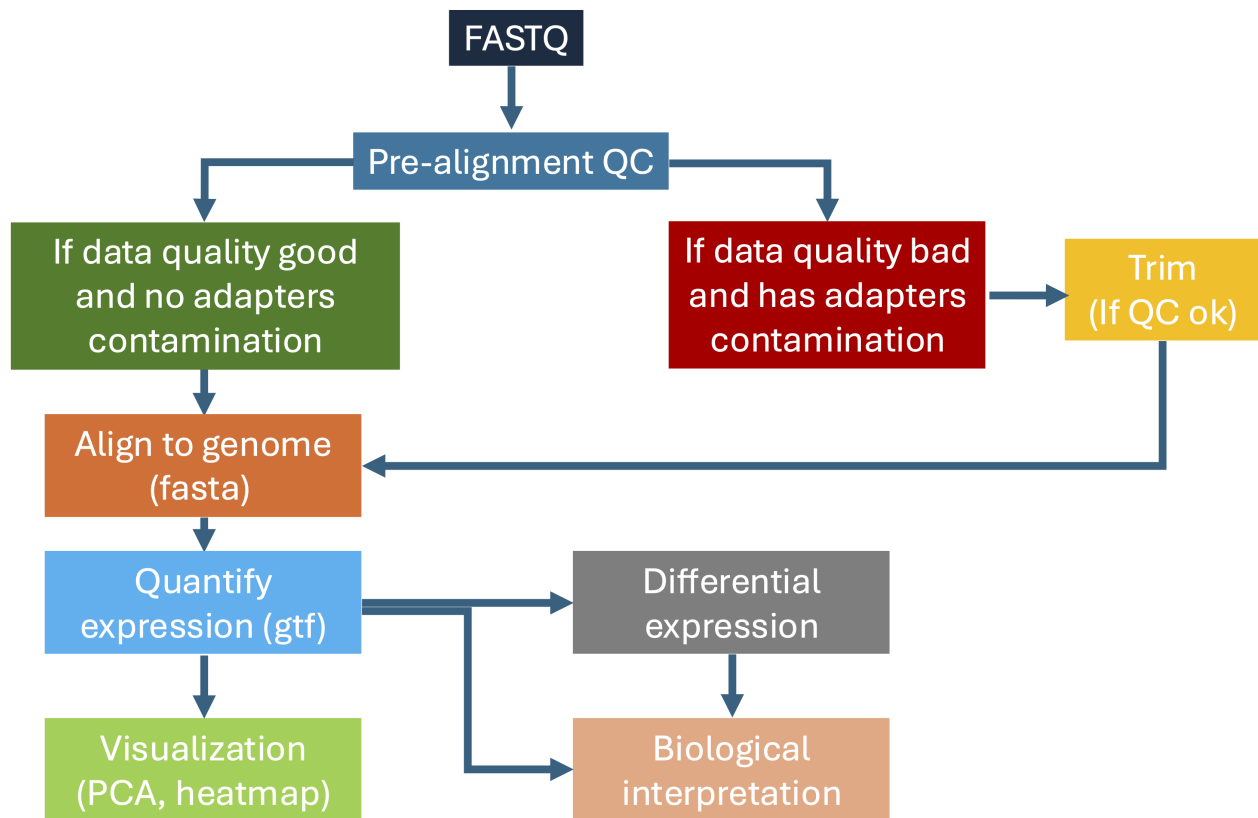 FASTQ
Pre-alignment QC
If data quality good
and no adapters
contamination
If data quality bad
and has adapters
contamination
Trim
(If QC ok)
Align to genome
(fasta)
Quantify
expression (gtf)
Differential
expression
Visualization
(PCA, heatmap)
Biological
interpretation